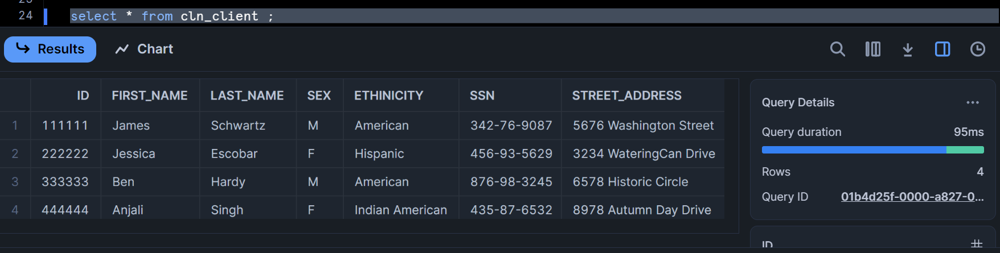 23
24 select * from cln_client ;
Results Chart
ID FIRST_NAME LAST_NAME SEX ETHINICITY SSN STREET_ADDRESS
1 111111 James Schwartz M American 342-76-9087 5676 Washington Street
2 222222 Jessica Escobar F Hispanic 456-93-5629 3234 WateringCan Drive
3 333333 Ben Hardy M American 876-98-3245 6578 Historic Circle
4 444444 Anjali Singh F Indian American 435-87-6532 8978 Autumn Day Drive
Query Details ...
Query duration 95ms
Rows 4
Query ID 01b4d25f-0000-a827-0...
ID #